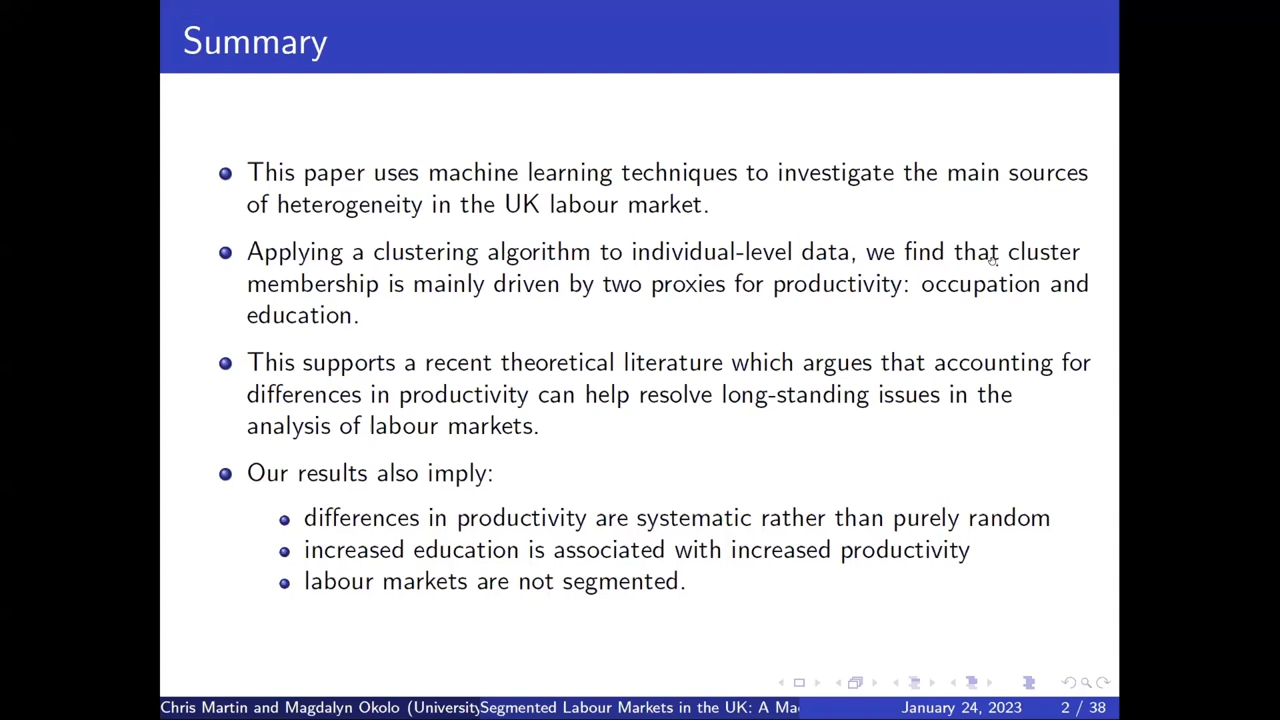 Summary
This paper uses machine learning techniques to investigate the main sources
of heterogeneity in the UK labour market.
Applying a clustering algorithm to individual-level data, we find that cluster
membership is mainly driven by two proxies for productivity: occupation and
education.
This supports a recent theoretical literature which argues that accounting for
differences in productivity can help resolve long-standing issues in the
analysis of labour markets.
Our results also imply:
differences in productivity are systematic rather than purely random
increased education is associated with increased productivity
labour markets are not segmented.
Chris Martin and Magdalyn Okolo (University Segmented Labour Markets in the UK: A Ma January 24, 2023 2 / 38